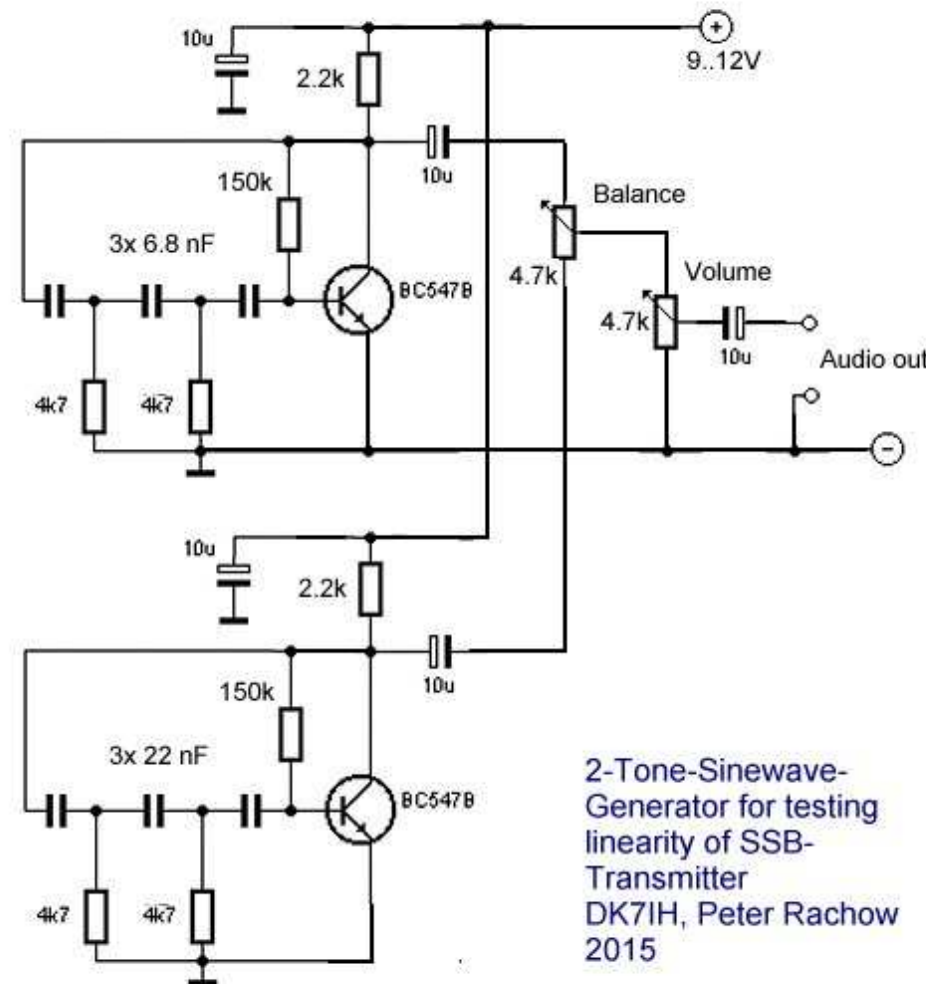 10u
2.2k
+
9..12V
150k
10u
Balance
3x 6.8 nF
BC547B
4.7k
Volume
4.7k
10u
Audio out
4k7
4k7
-
10u
2.2k
150k
10u
3x 22 nF
BC547B
4k7
4k7
2-Tone-Sinewave-
Generator for testing
linearity of SSB-
Transmitter
DK7IH, Peter Rachow
2015